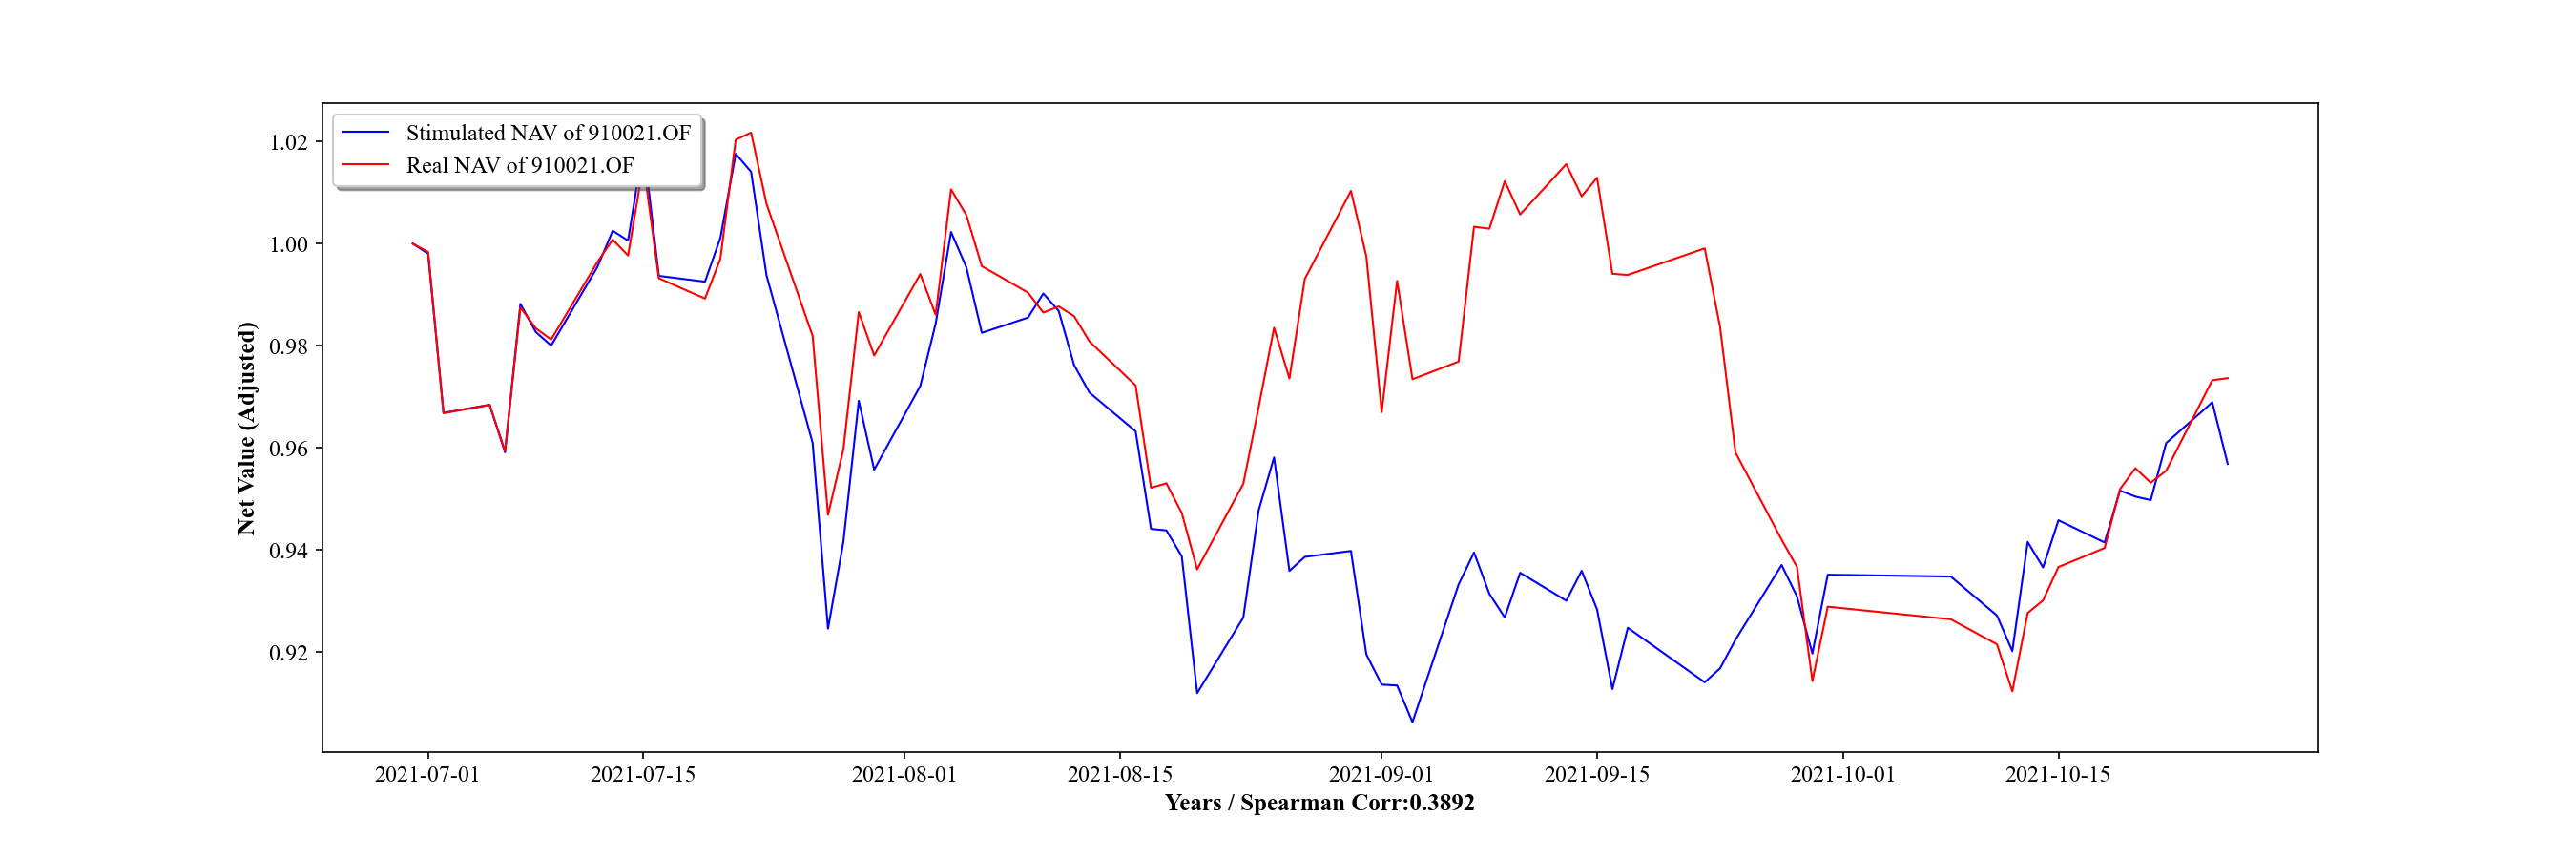 Stimulated NAV of 910021.OF
Real NAV of 910021.OF
1.02
1.00
0.98
0.96
0.94
0.92
Net Value (Adjusted)
2021-07-01 2021-07-15 2021-08-01 2021-08-15 2021-09-01 2021-09-15 2021-10-01 2021-10-15
Years / Spearman Corr:0.3892